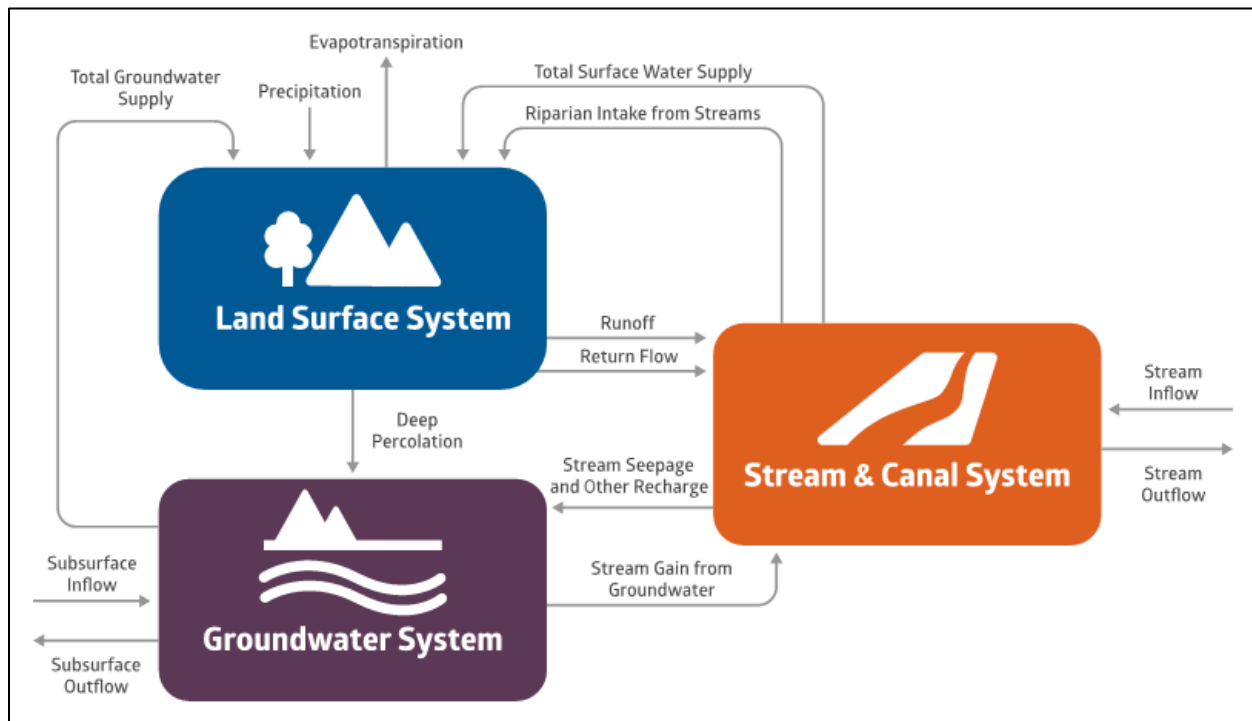 Evapotranspiration
Total Groundwater
Supply
Precipitation
Total Surface Water Supply
Riparian Intake from Streams
Land Surface System
Runoff
Return Flow
Deep
Percolation
Stream
Inflow
Stream & Canal System
Stream
Outflow
Stream Seepage
and Other Recharge
Subsurface
Inflow
Stream Gain from
Groundwater
Groundwater System
Subsurface
Outflow